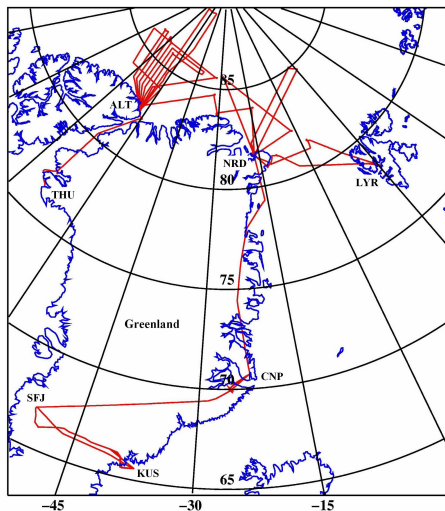 85
ALT
NRD
80
LYR
THU
75
Greenland
70
CNP
SFJ
KUS
65
−45
−30
−15